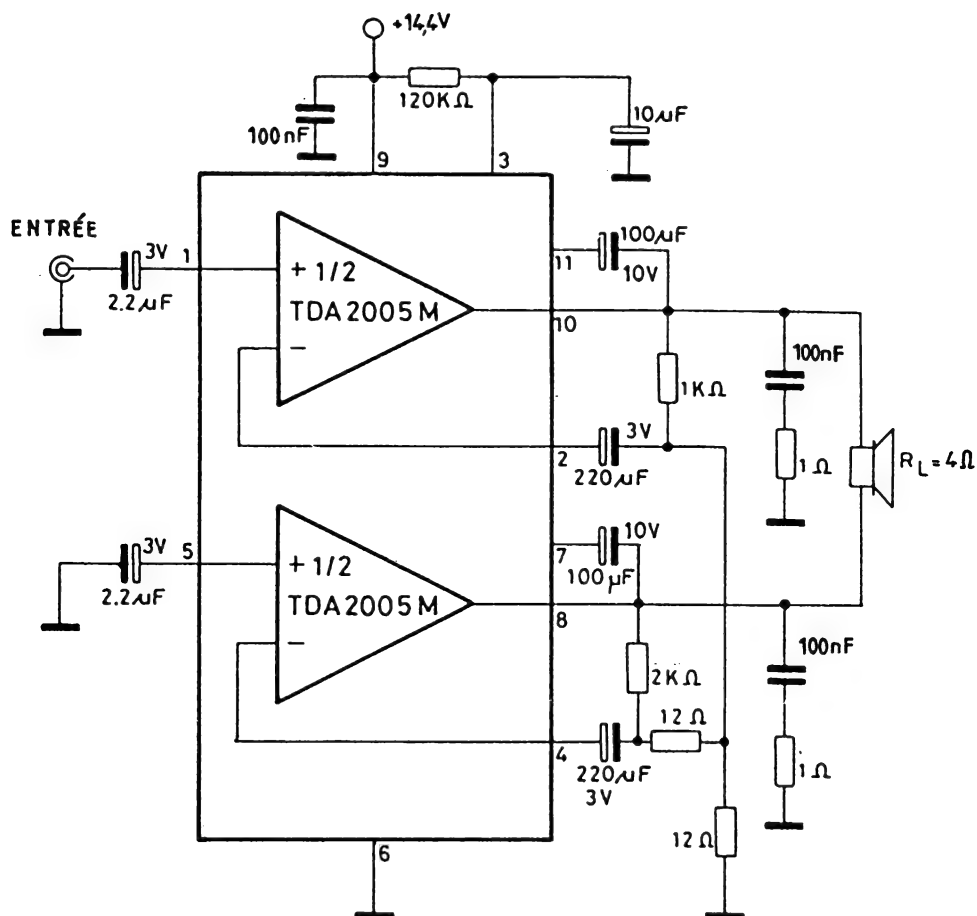 +14,4V
120KΩ
10µF
100nF
9
3
ENTRÉE
3V
1
2.2µF
+ 1/2
TDA2005M
−
11
100µF
10V
10
1KΩ
100nF
1Ω
2
3V
220µF
RL=4Ω
3V
5
2.2µF
+ 1/2
TDA2005M
−
7
10V
100µF
8
2KΩ
100nF
12Ω
4
220µF
3V
1Ω
12Ω
6